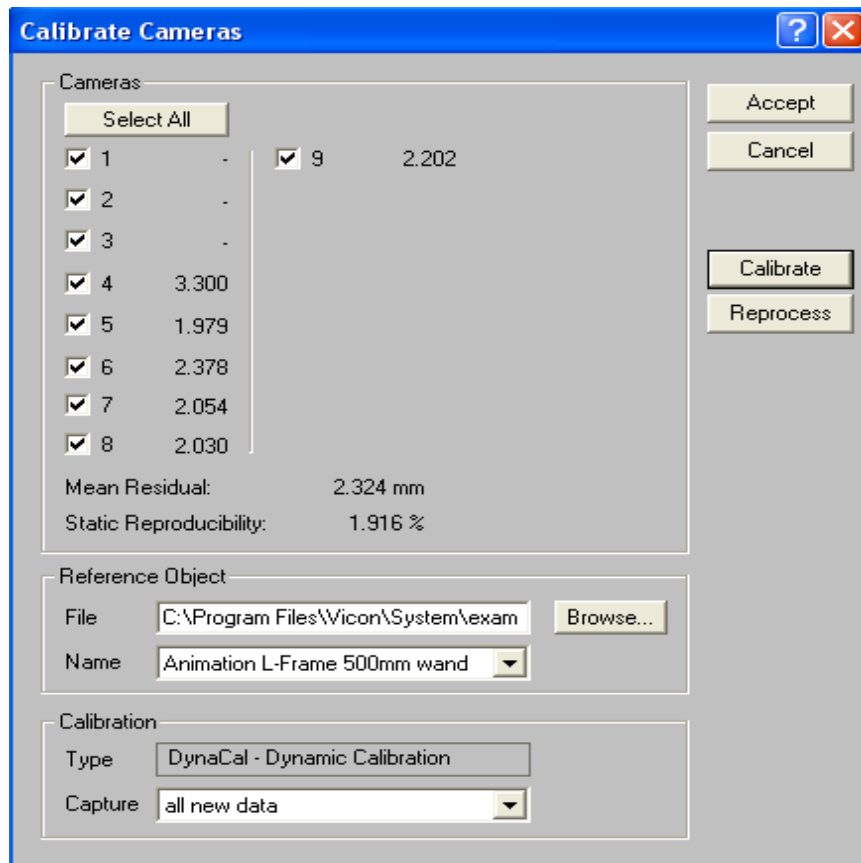 Calibrate Cameras
Cameras
Select All
1 -
2 -
3 -
4 3.300
5 1.979
6 2.378
7 2.054
8 2.030
9 2.202
Mean Residual: 2.324 mm
Static Reproducibility: 1.916 %
Accept
Cancel
Calibrate
Reprocess
Reference Object
File C:\Program Files\Vicon\System\exam Browse...
Name Animation L-Frame 500mm wand
Calibration
Type DynaCal - Dynamic Calibration
Capture all new data